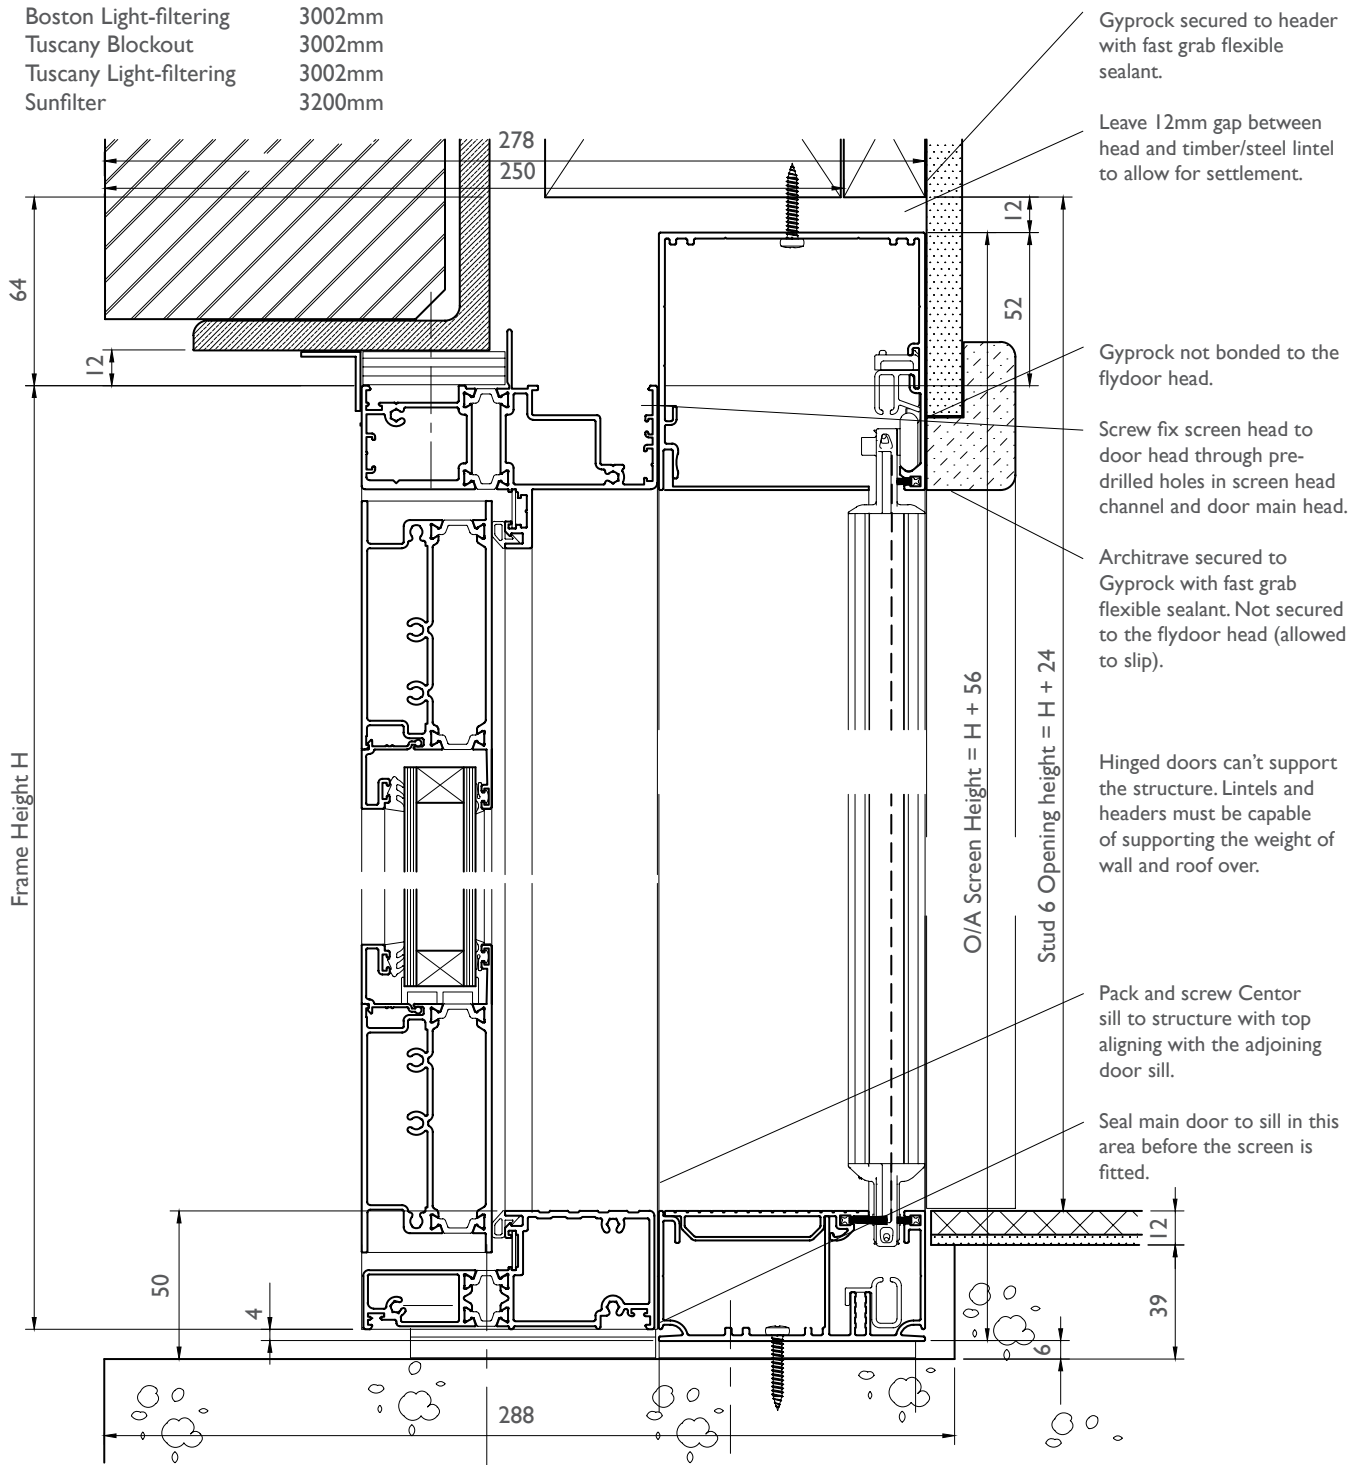 Boston Light-filtering 3002mm
Tuscany Blockout 3002mm
Tuscany Light-filtering 3002mm
Sunfilter 3200mm
Gyprock secured to header
with fast grab flexible
sealant.
Leave 12mm gap between
head and timber/steel lintel
to allow for settlement.
278
250
12
64
52
12
Gyprock not bonded to the
flydoor head.
Screw fix screen head to
door head through pre-
drilled holes in screen head
channel and door main head.
Architrave secured to
Gyprock with fast grab
flexible sealant. Not secured
to the flydoor head (allowed
to slip).
Frame Height H
O/A Screen Height = H + 56
Stud 6 Opening height = H + 24
Hinged doors can't support
the structure. Lintels and
headers must be capable
of supporting the weight of
wall and roof over.
Pack and screw Centor
sill to structure with top
aligning with the adjoining
door sill.
Seal main door to sill in this
area before the screen is
fitted.
50
4
12
39
6
288